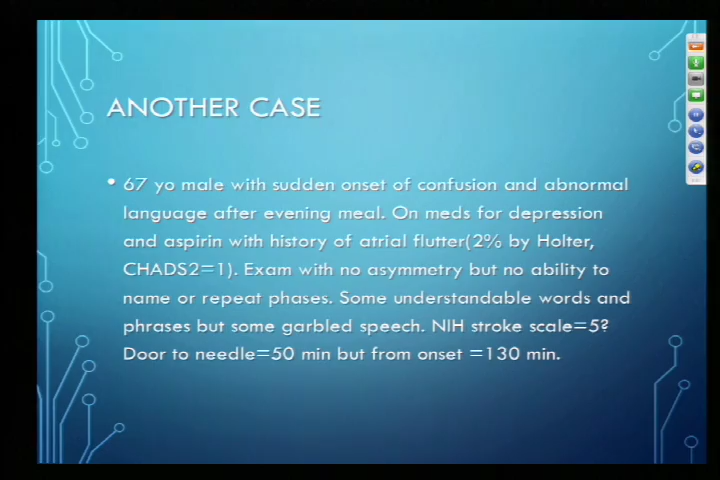 ANOTHER CASE
• 67 yo male with sudden onset of confusion and abnormal
language after evening meal. On meds for depression
and aspirin with history of atrial flutter(2% by Holter,
CHADS2=1). Exam with no asymmetry but no ability to
name or repeat phases. Some understandable words and
phrases but some garbled speech. NIH stroke scale=5?
Door to needle=50 min but from onset =130 min.